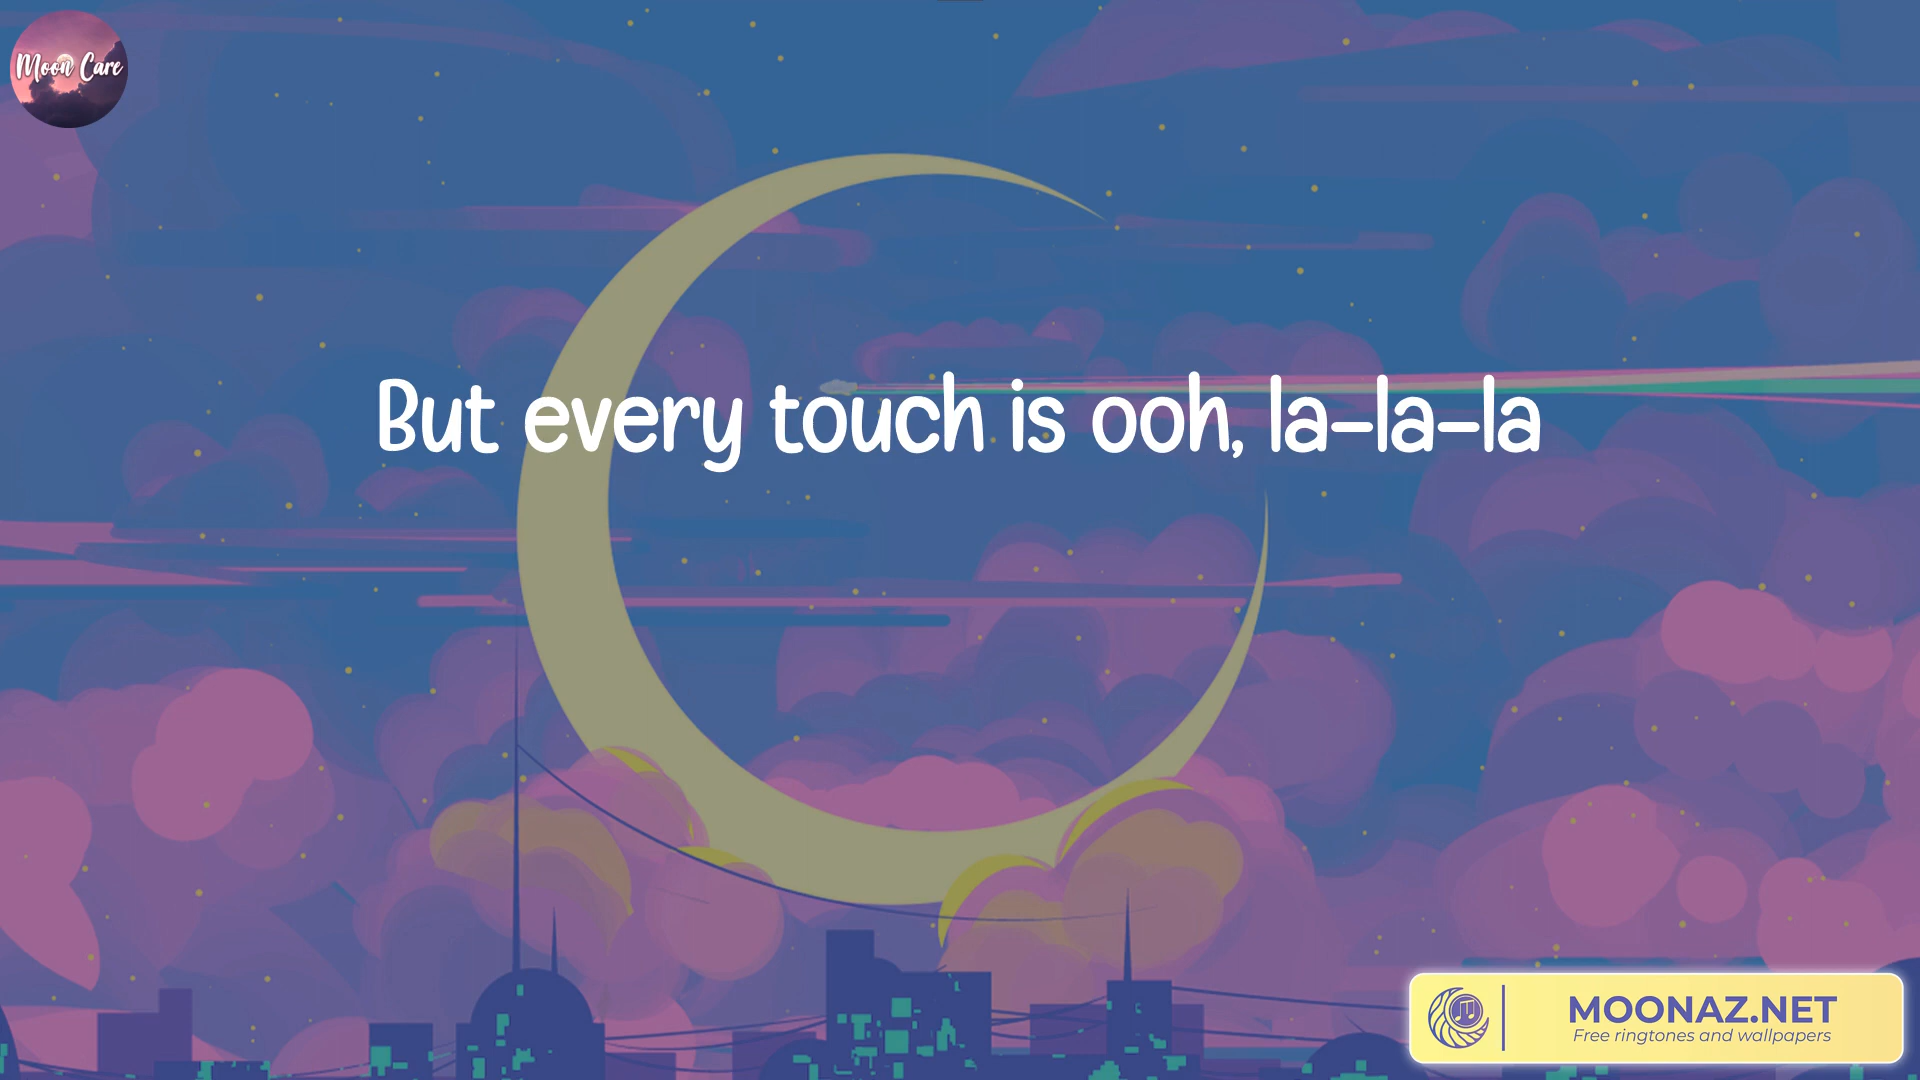 Moon Care
But every touch is ooh, la-la-la
MOONAZ.NET
Free ringtones and wallpapers